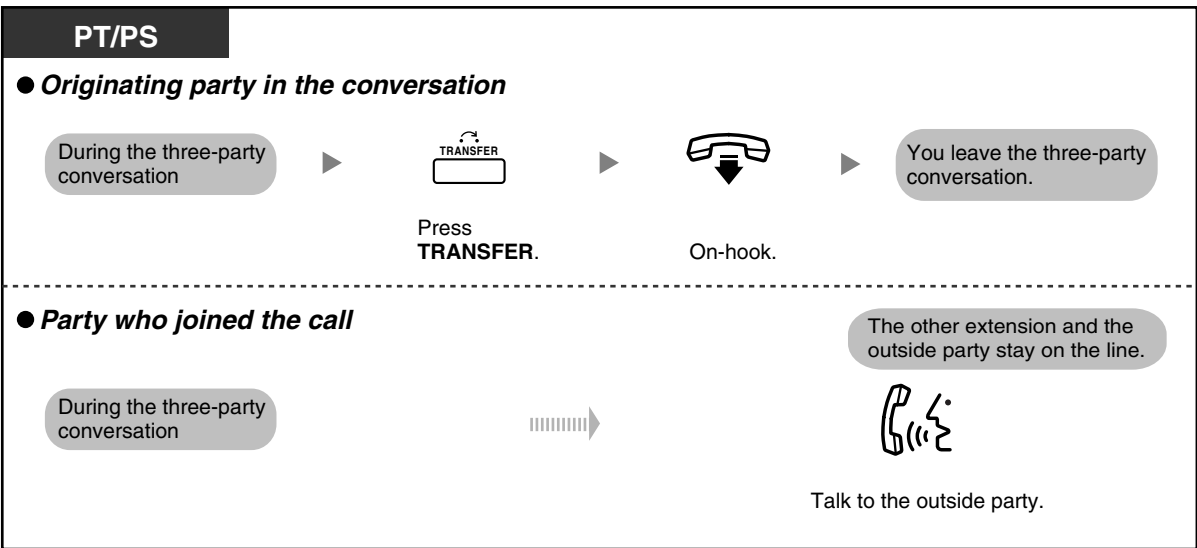 PT/PS
● Originating party in the conversation
During the three-party
conversation
TRANSFER
You leave the three-party
conversation.
Press
TRANSFER.
On-hook.
● Party who joined the call
The other extension and the
outside party stay on the line.
During the three-party
conversation
Talk to the outside party.